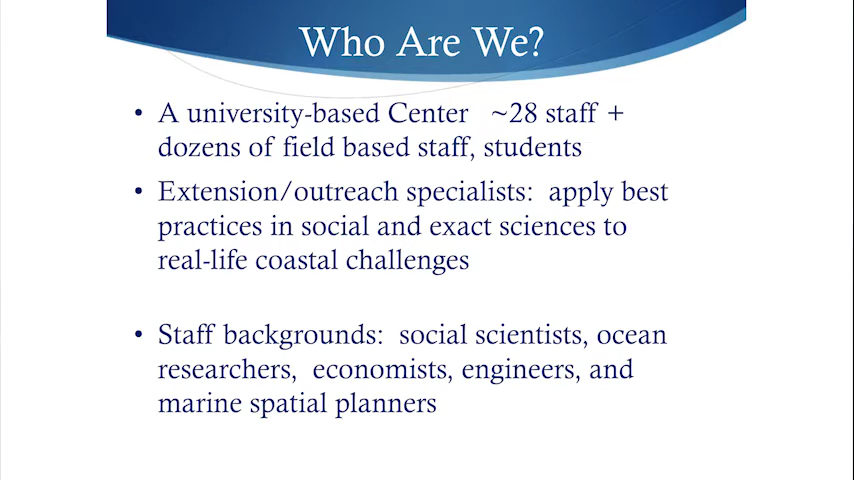 Who Are We?
• A university-based Center ~28 staff +
dozens of field based staff, students
• Extension/outreach specialists: apply best
practices in social and exact sciences to
real-life coastal challenges
• Staff backgrounds: social scientists, ocean
researchers, economists, engineers, and
marine spatial planners